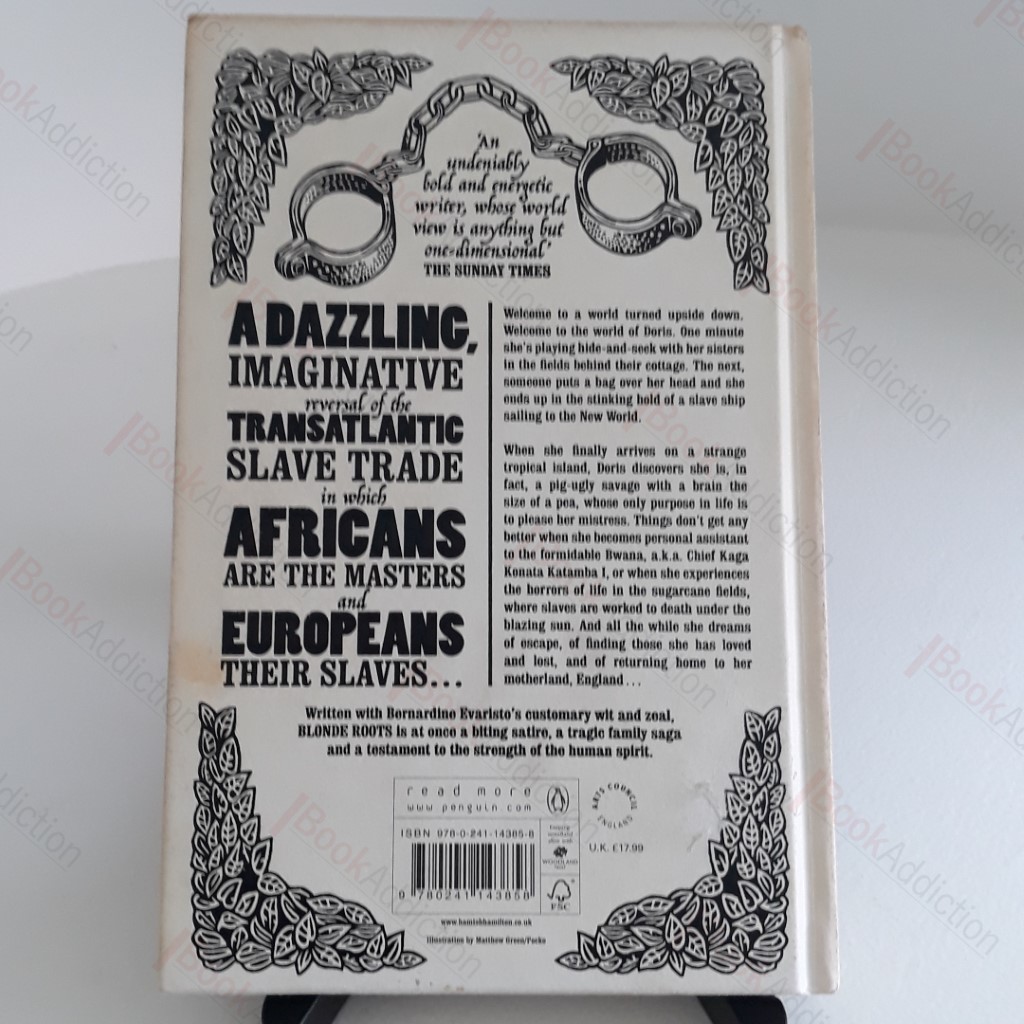 'An
undeniably
bold and energetic
writer, whose world
view is anything but
one-dimensional'
THE SUNDAY TIMES
A DAZZLING,
IMAGINATIVE
reversal of the
TRANSATLANTIC
SLAVE TRADE
in which
AFRICANS
ARE THE MASTERS
and
EUROPEANS
THEIR SLAVES...
Welcome to a world turned upside down.
Welcome to the world of Doris. One minute
she's playing hide-and-seek with her sisters
in the fields behind their cottage. The next,
someone puts a bag over her head and she
ends up in the stinking hold of a slave ship
sailing to the New World.
When she finally arrives on a strange
tropical island, Doris discovers she is, in
fact, a pig-ugly savage with a brain the
size of a pea, whose only purpose in life is
to please her mistress. Things don't get any
better when she becomes personal assistant
to the formidable Bwana, a.k.a. Chief Kaga
Konata Katamba I, or when she experiences
the horrors of life in the sugarcane fields,
where slaves are worked to death under the
blazing sun. And all the while she dreams
of escape, of finding those she has loved
and lost, and of returning home to her
motherland, England...
Written with Bernardine Evaristo's customary wit and zeal,
BLONDE ROOTS is at once a biting satire, a tragic family saga
and a testament to the strength of the human spirit.
read more
www.penguin.com
ARTS COUNCIL
ENGLAND
ISBN 978-0-241-14385-8
WOODLAND
U.K. £17.99
9 780241 143858
FSC
www.hamishhamilton.co.uk
Illustration by Matthew Green/Pocko
BookAddiction